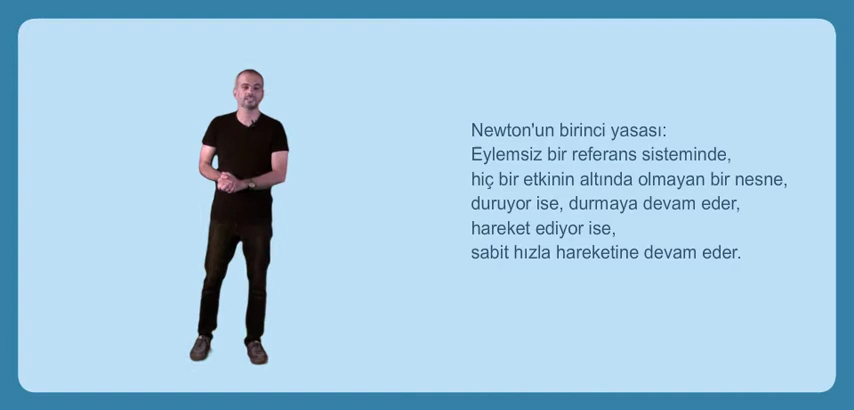 Newton'un birinci yasası:
Eylemsiz bir referans sisteminde,
hiç bir etkinin altında olmayan bir nesne,
duruyor ise, durmaya devam eder,
hareket ediyor ise,
sabit hızla hareketine devam eder.